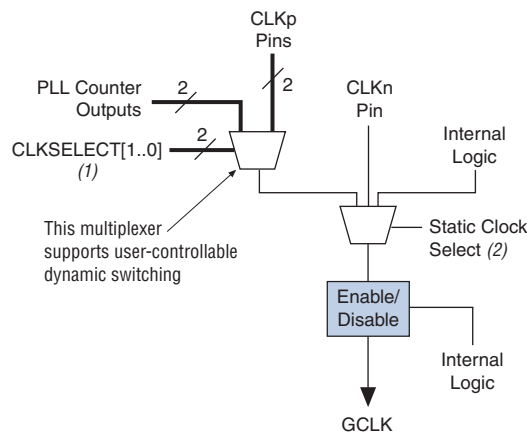 CLKp
Pins
2
PLL Counter
Outputs
2
CLKn
Pin
CLKSELECT[1..0]
(1)
2
Internal
Logic
This multiplexer
supports user-controllable
dynamic switching
Static Clock
Select (2)
Enable/
Disable
Internal
Logic
GCLK